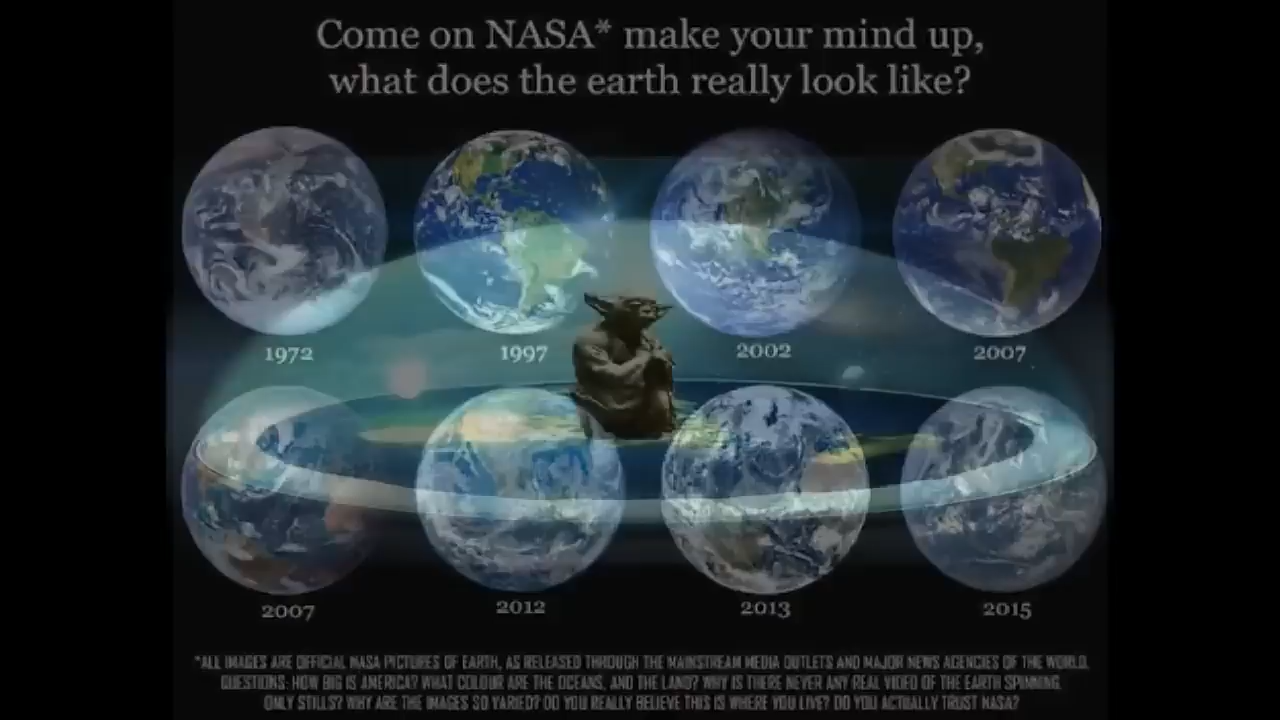 Come on NASA* make your mind up,
what does the earth really look like?
1972 1997 2002 2007
2007 2012 2013 2015
*ALL IMAGES ARE OFFICIAL NASA PICTURES OF EARTH, AS RELEASED THROUGH THE MAINSTREAM MEDIA OUTLETS AND MAJOR NEWS AGENCIES OF THE WORLD.
QUESTIONS: HOW BIG IS AMERICA? WHAT COLOUR ARE THE OCEANS, AND THE LAND? WHY IS THERE NEVER ANY REAL VIDEO OF THE EARTH SPINNING,
ONLY STILLS? WHY ARE THE IMAGES SO VARIED? DO YOU REALLY BELIEVE THIS IS WHERE YOU LIVE? DO YOU ACTUALLY TRUST NASA?